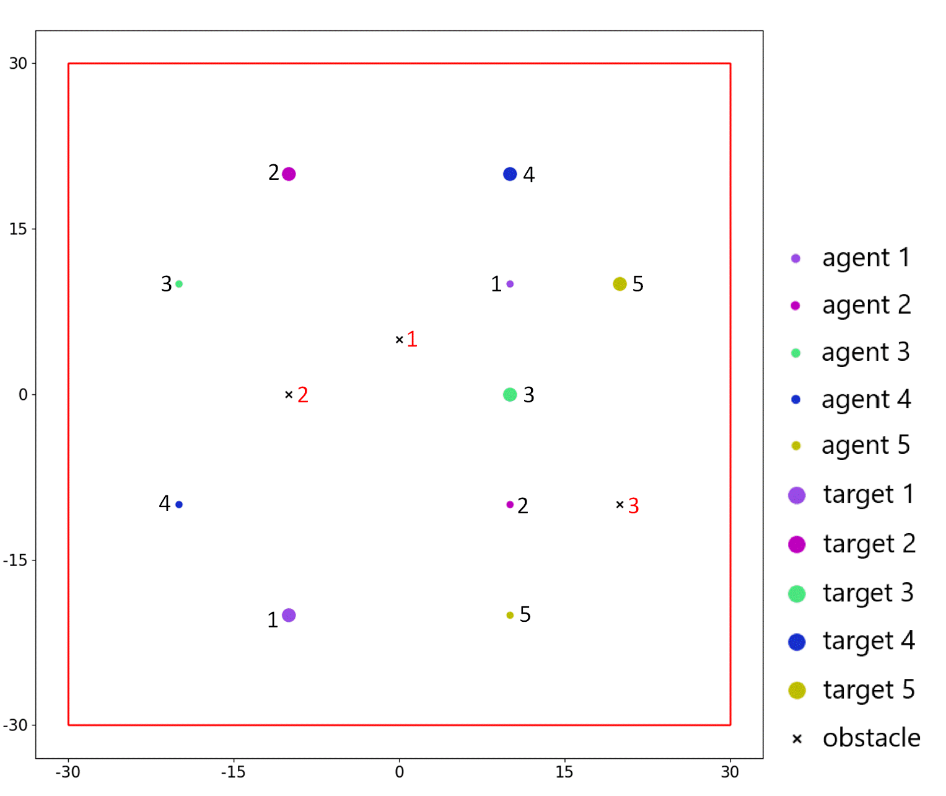 30
2
4
15
3
1
5
1
0
2
3
4
2
3
-15
1
5
-30
-30
-15
0
15
30
agent 1
agent 2
agent 3
agent 4
agent 5
target 1
target 2
target 3
target 4
target 5
obstacle